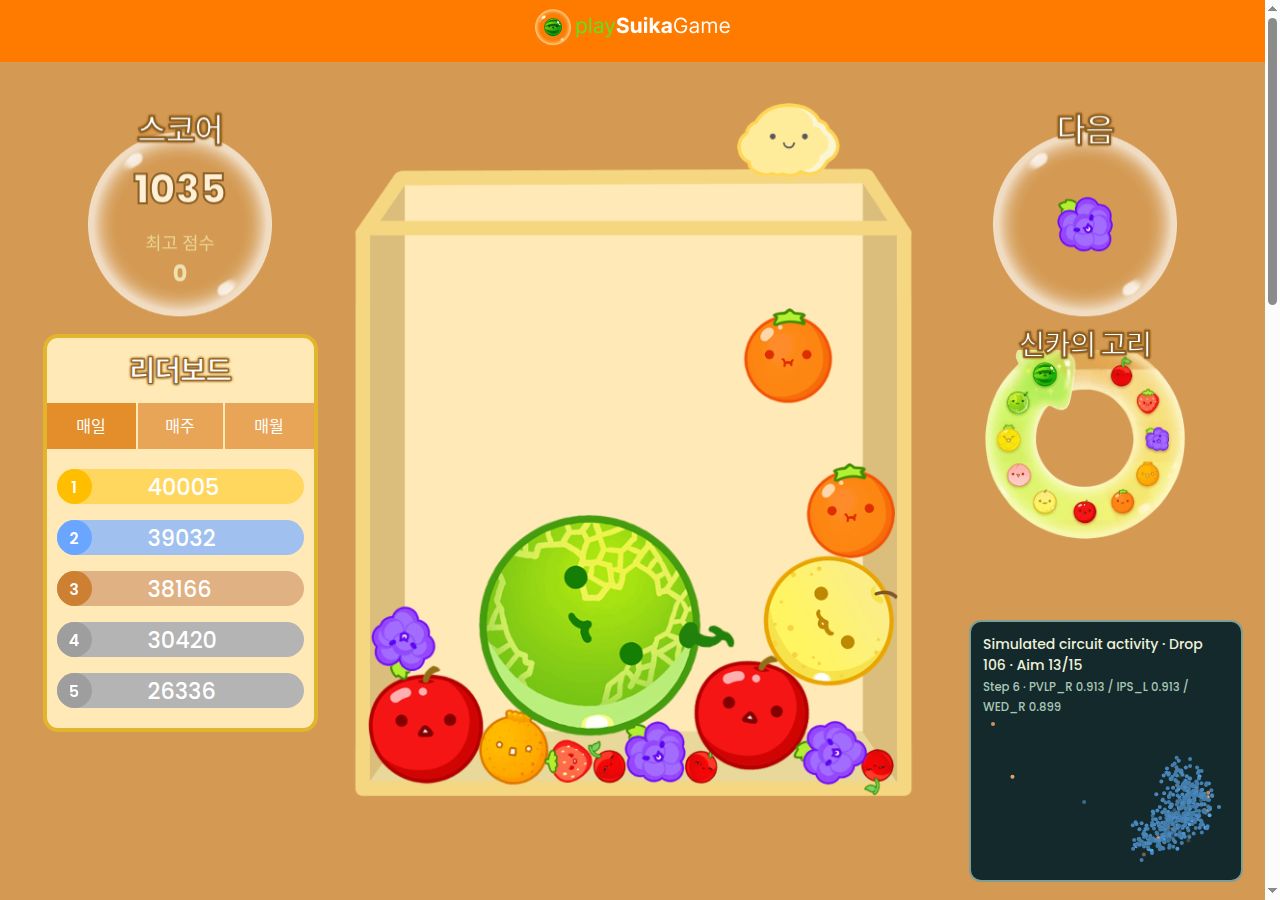 playSuikaGame
스코어
1035
최고 점수
0
리더보드
매일
매주
매월
1
40005
2
39032
3
38166
4
30420
5
26336
다음
신카의 고리
Simulated circuit activity · Drop
106 · Aim 13/15
Step 6 · PVLP_R 0.913 / IPS_L 0.913 /
WED_R 0.899